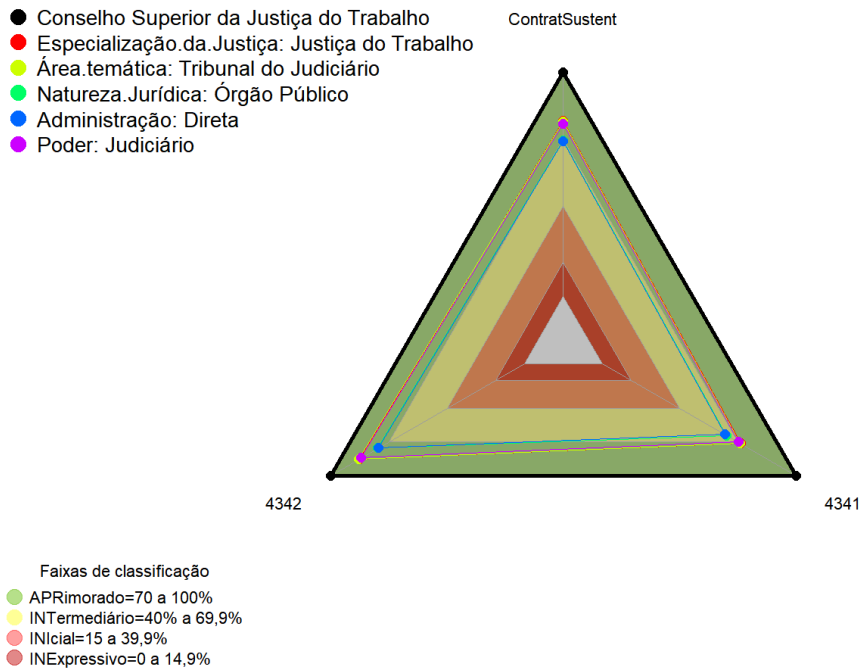 Conselho Superior da Justiça do Trabalho
Especialização.da.Justiça: Justiça do Trabalho
Área.temática: Tribunal do Judiciário
Natureza.Jurídica: Órgão Público
Administração: Direta
Poder: Judiciário
ContratSustent
4342
4341
Faixas de classificação
APRimorado=70 a 100%
INTermediário=40% a 69,9%
INIcial=15 a 39,9%
INExpressivo=0 a 14,9%